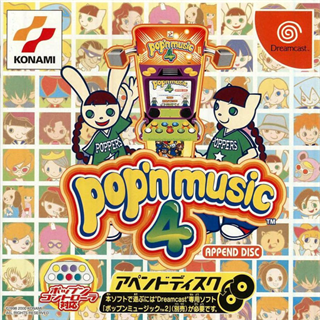 KONAMI
Dreamcast
pop'n music
4
POPPERS
POPPERS
pop'n music
4
TM
APPEND DISC
ポップン
コントローラ
対応
アペンドディスク
本ソフトで遊ぶには"Dreamcast"専用ソフト
「ポップンミュージック2」(別売)が必要です。